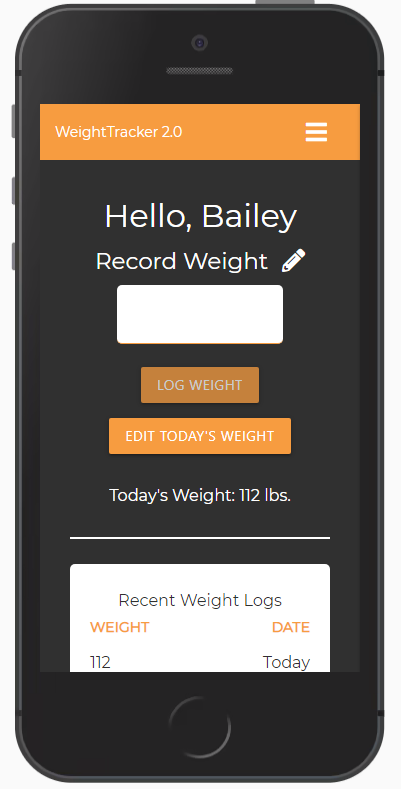 WeightTracker 2.0
Hello, Bailey
Record Weight
LOG WEIGHT
EDIT TODAY'S WEIGHT
Today's Weight: 112 lbs.
Recent Weight Logs
WEIGHT DATE
112 Today